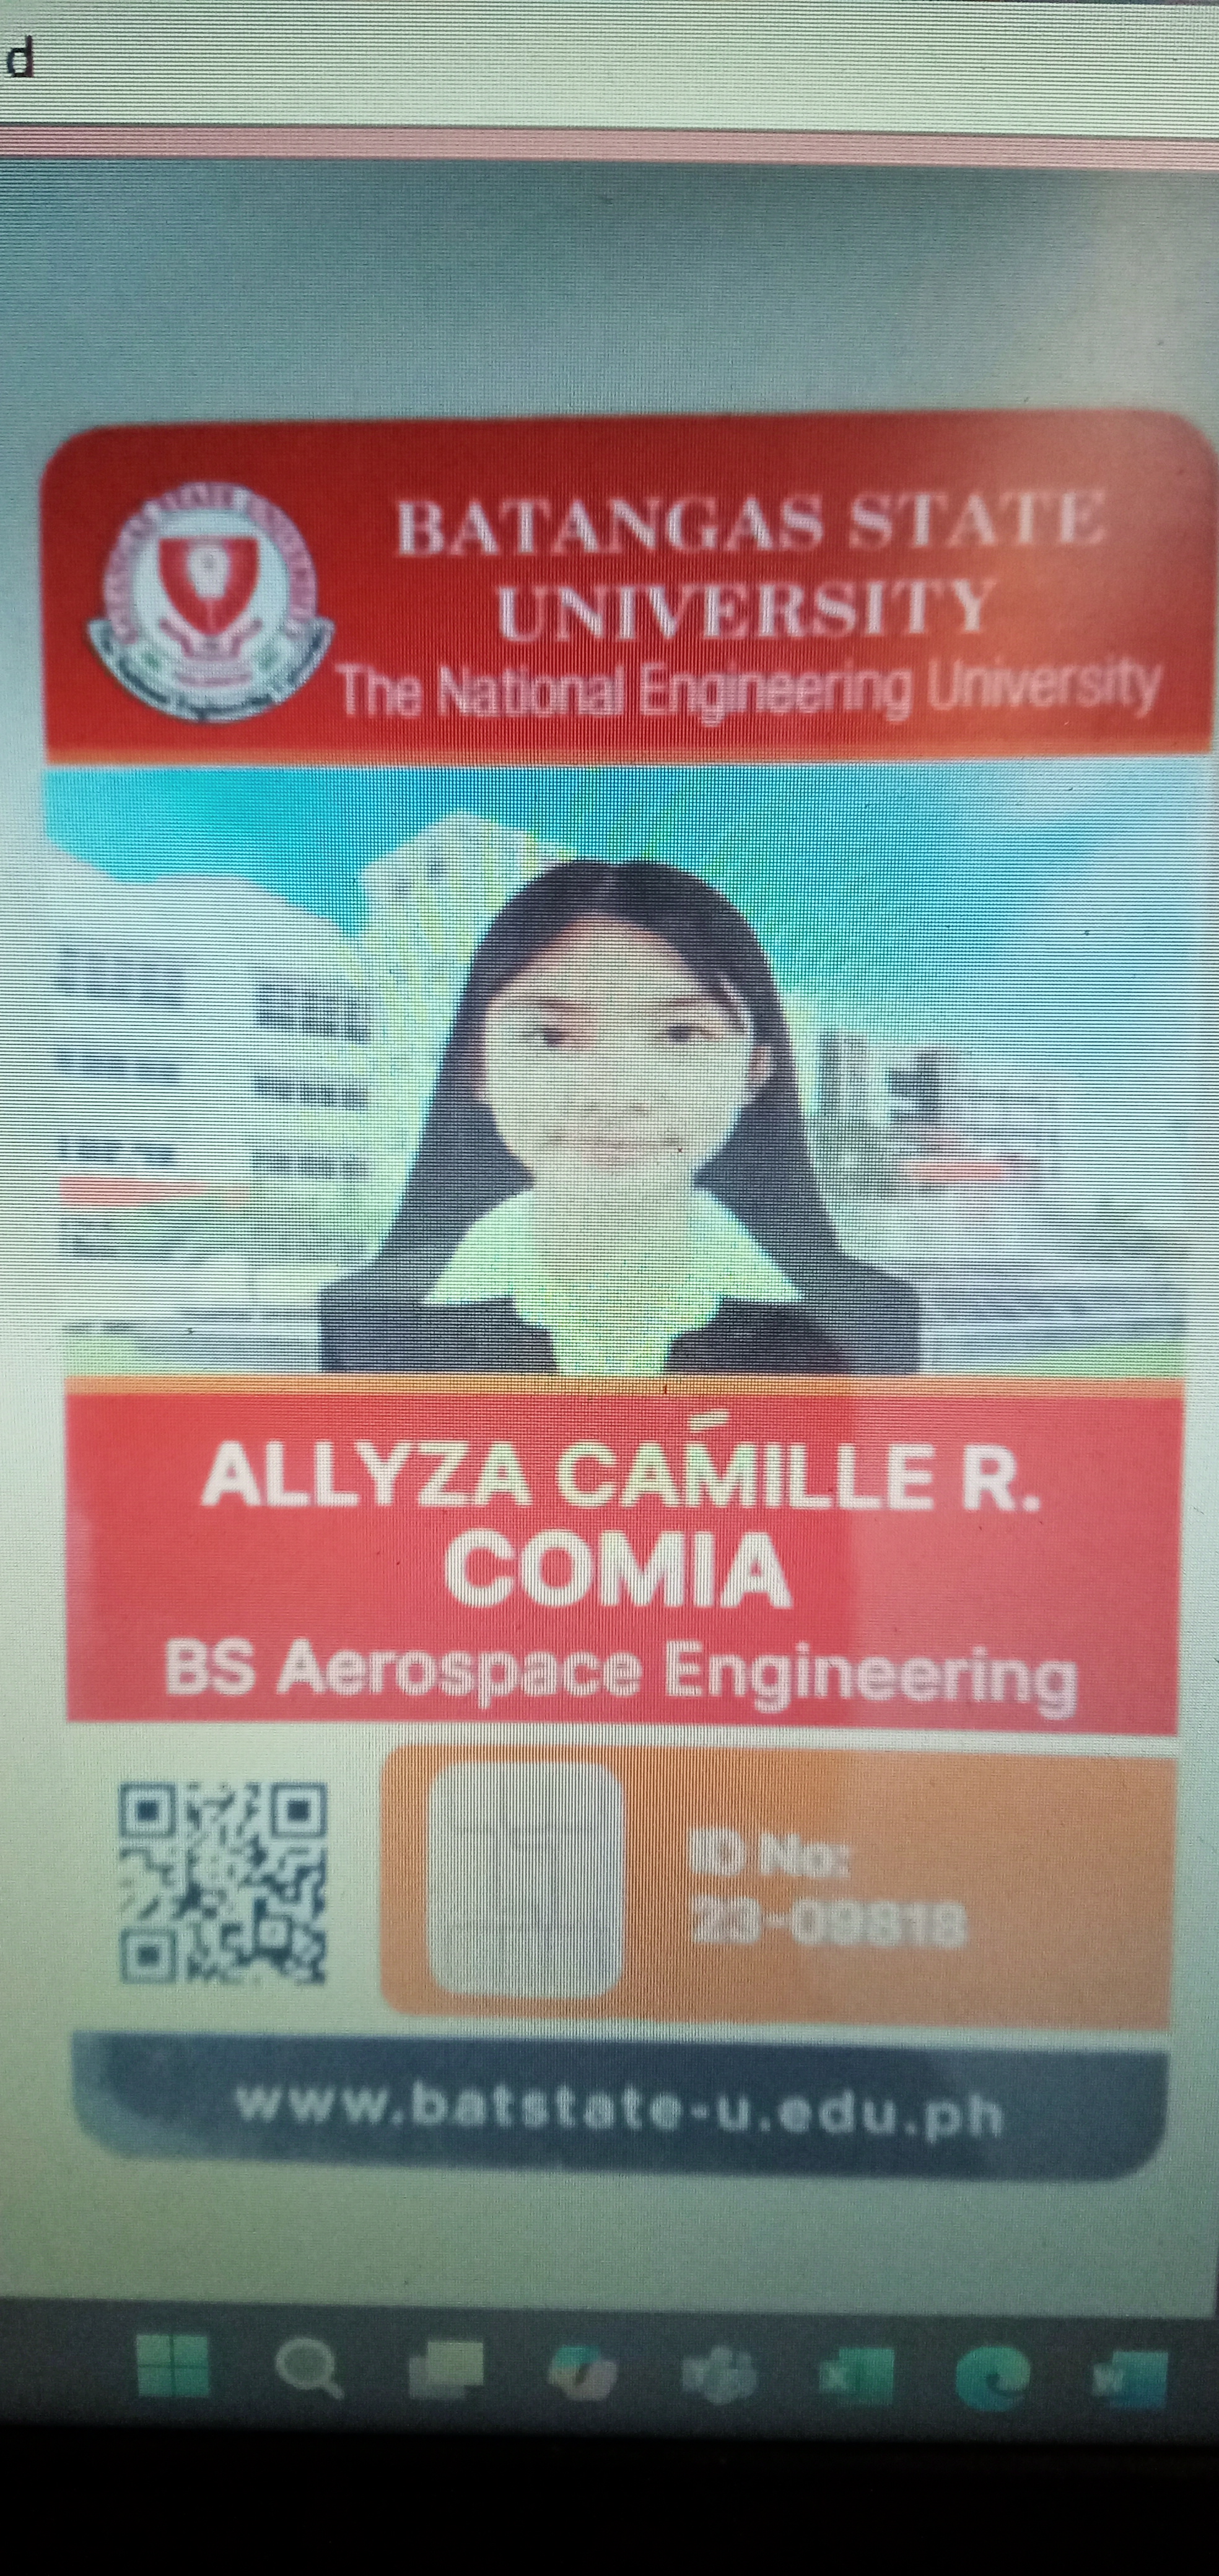 d
BATANGAS STATE
UNIVERSITY
The National Engineering University
ALLYZA CAMILLE R.
COMIA
BS Aerospace Engineering
ID No:
23-09818
www.batstate-u.edu.ph